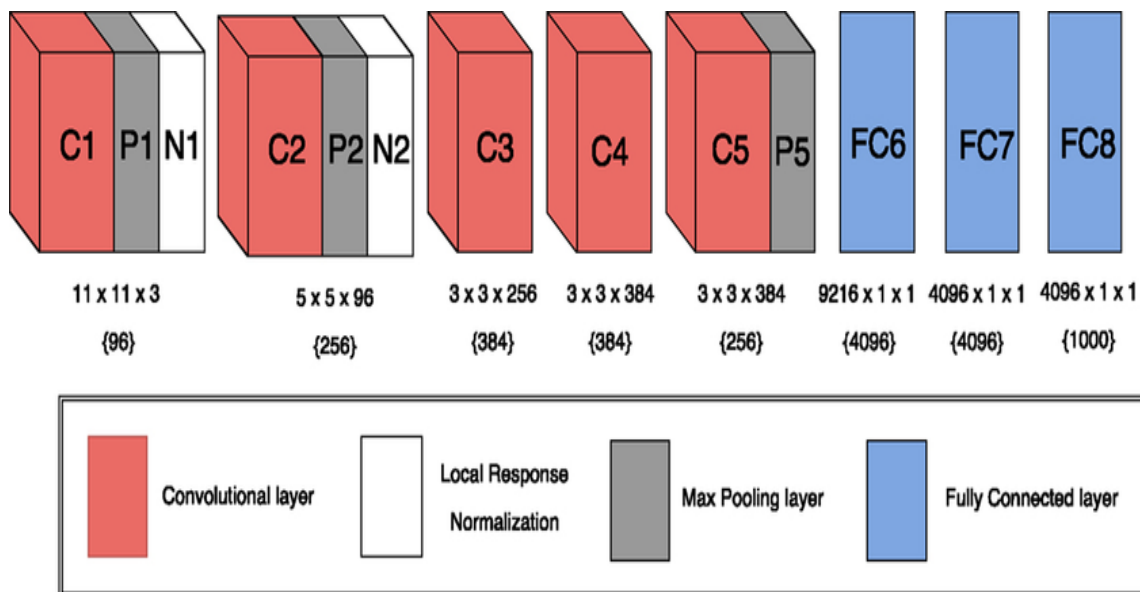 C1 P1 N1 C2 P2 N2 C3 C4 C5 P5 FC6 FC7 FC8
11 x 11 x 3 5 x 5 x 96 3 x 3 x 256 3 x 3 x 384 3 x 3 x 384 9216 x 1 x 1 4096 x 1 x 1 4096 x 1 x 1
{96} {256} {384} {384} {256} {4096} {4096} {1000}
Convolutional layer
Local Response
Normalization
Max Pooling layer
Fully Connected layer